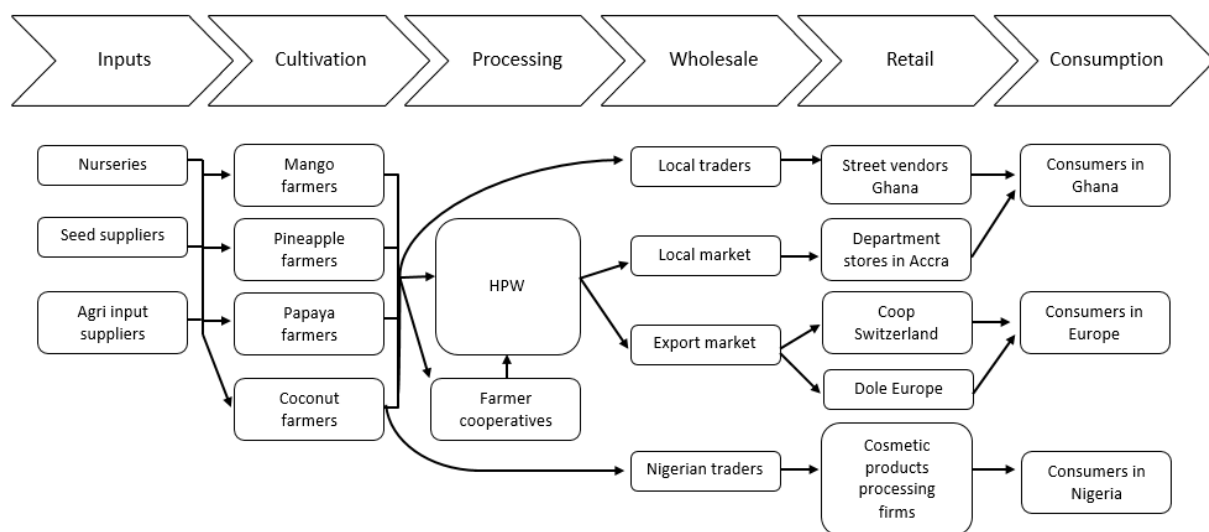 Inputs
Cultivation
Processing
Wholesale
Retail
Consumption
Nurseries
Seed suppliers
Agri input
suppliers
Mango
farmers
Pineapple
farmers
Papaya
farmers
Coconut
farmers
HPW
Farmer
cooperatives
Local traders
Local market
Export market
Nigerian traders
Street vendors
Ghana
Department
stores in Accra
Coop
Switzerland
Dole Europe
Cosmetic
products
processing
firms
Consumers in
Ghana
Consumers in
Europe
Consumers in
Nigeria